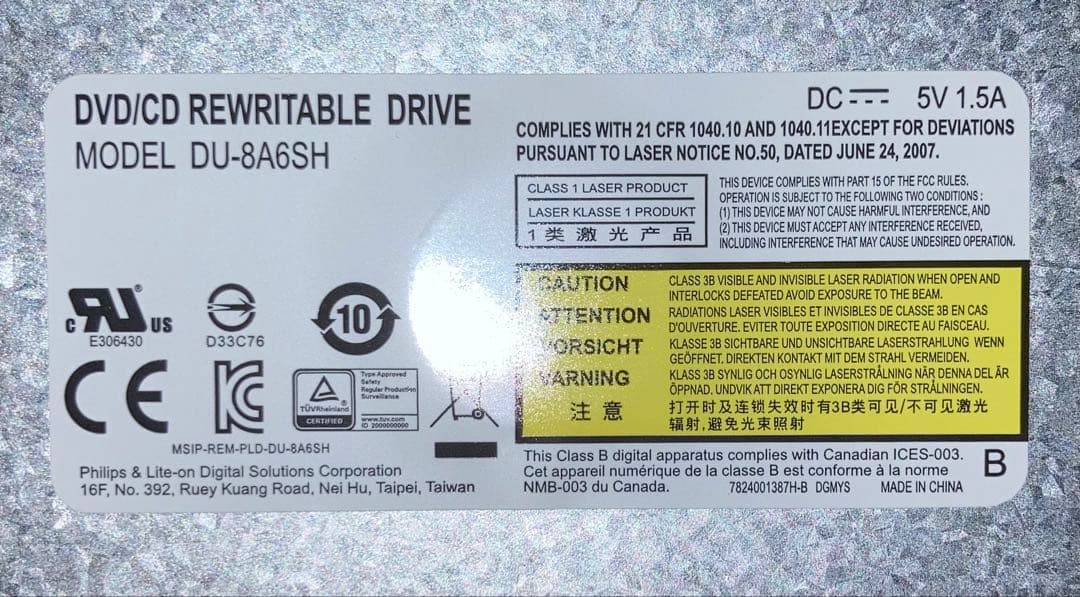 DVD/CD REWRITABLE DRIVE
MODEL DU-8A6SH
DC 5V 1.5A
COMPLIES WITH 21 CFR 1040.10 AND 1040.11EXCEPT FOR DEVIATIONS
PURSUANT TO LASER NOTICE NO.50, DATED JUNE 24, 2007.
CLASS 1 LASER PRODUCT
LASER KLASSE 1 PRODUKT
1 类 激 光 产 品
THIS DEVICE COMPLIES WITH PART 15 OF THE FCC RULES.
OPERATION IS SUBJECT TO THE FOLLOWING TWO CONDITIONS :
(1) THIS DEVICE MAY NOT CAUSE HARMFUL INTERFERENCE, AND
(2) THIS DEVICE MUST ACCEPT ANY INTERFERENCE RECEIVED,
INCLUDING INTERFERENCE THAT MAY CAUSE UNDESIRED OPERATION.
CAUTION
CLASS 3B VISIBLE AND INVISIBLE LASER RADIATION WHEN OPEN AND
INTERLOCKS DEFEATED AVOID EXPOSURE TO THE BEAM.
ATTENTION
RADIATIONS LASER VISIBLES ET INVISIBLES DE CLASSE 3B EN CAS
D'OUVERTURE. EVITER TOUTE EXPOSITION DIRECTE AU FAISCEAU.
VORSICHT
KLASSE 3B SICHTBARE UND UNSICHTBARE LASERSTRAHLUNG WENN
GEÖFFNET. DIREKTEN KONTAKT MIT DEM STRAHL VERMEIDEN.
VARNING
KLASS 3B SYNLIG OCH OSYNLIG LASERSTRÅLNING NÄR DENNA DEL ÄR
ÖPPNAD. UNDVIK ATT DIREKT EXPONERA DIG FÖR STRÅLNINGEN.
注 意
打开时及连锁失效时有3B类可见/不可见激光
辐射,避免光束照射
c RU ® US
E306430
D33C76
10
CE
KC
TÜVRheinland ®
CERTIFIED
Type Approved
Safety
Regular Production
Surveillance
www.tuv.com
ID 2000000000
MSIP-REM-PLD-DU-8A6SH
Philips & Lite-on Digital Solutions Corporation
16F, No. 392, Ruey Kuang Road, Nei Hu, Taipei, Taiwan
This Class B digital apparatus complies with Canadian ICES-003.
Cet appareil numérique de la classe B est conforme à la norme
NMB-003 du Canada.
B
7824001387H-B DGMYS MADE IN CHINA